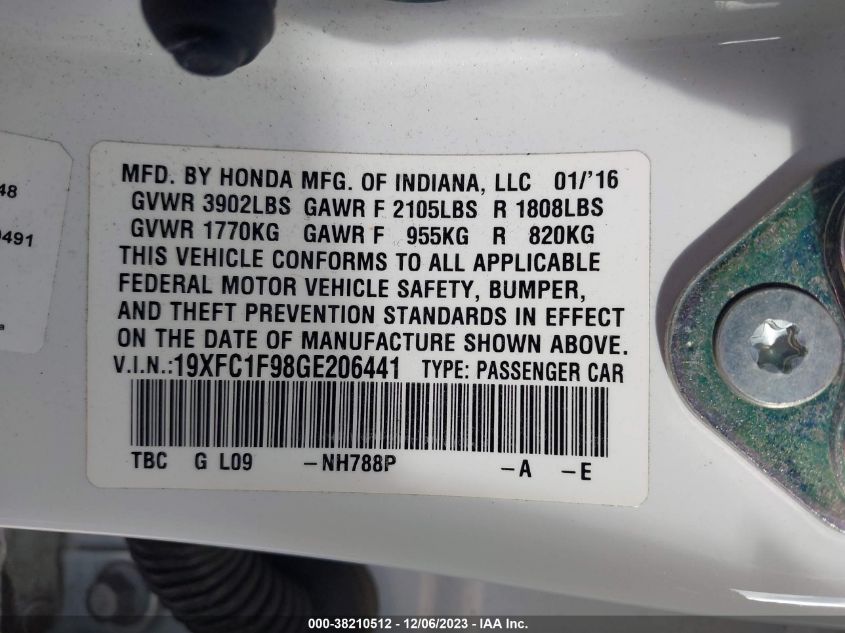 48
0491
a
MFD. BY HONDA MFG. OF INDIANA, LLC 01/'16
GVWR 3902LBS GAWR F 2105LBS R 1808LBS
GVWR 1770KG GAWR F 955KG R 820KG
THIS VEHICLE CONFORMS TO ALL APPLICABLE
FEDERAL MOTOR VEHICLE SAFETY, BUMPER,
AND THEFT PREVENTION STANDARDS IN EFFECT
ON THE DATE OF MANUFACTURE SHOWN ABOVE.
V.I.N.:19XFC1F98GE206441 TYPE: PASSENGER CAR
TBC G L09 -NH788P -A -E
000-38210512 - 12/06/2023 - IAA Inc.